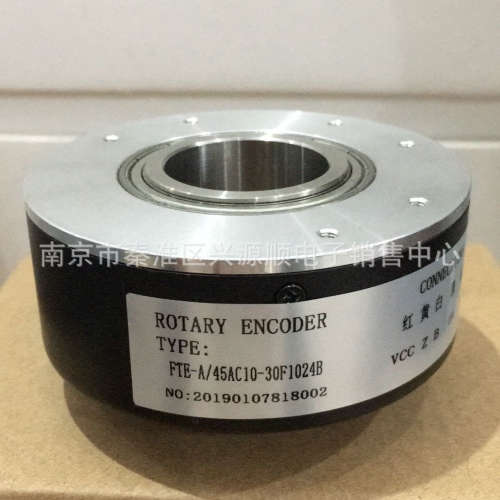 南京市秦淮区兴源顺电子销售中心
ROTARY ENCODER
TYPE:
FTE-A/45AC10-30F1024B
NO:20190107818002
红 黄 白
VCC Z B